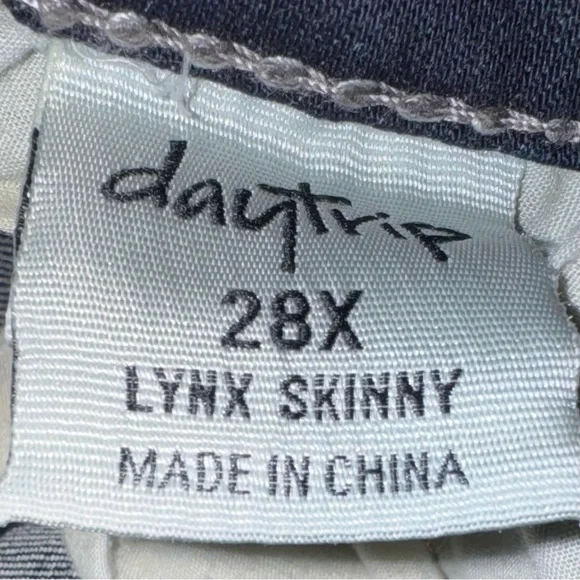 daytrip
28X
LYNX SKINNY
MADE IN CHINA